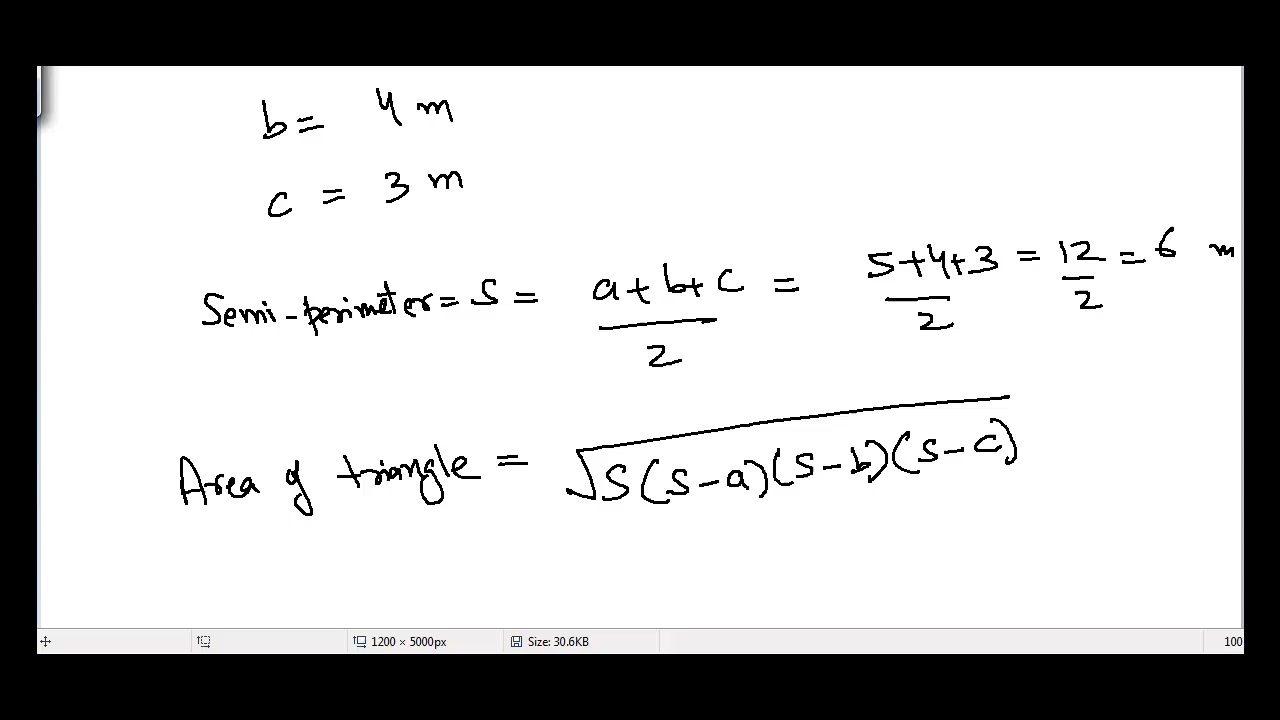 b = 4 m
c = 3 m
Semi-perimeter = S = a+b+c/2 = 5+4+3/2 = 12/2 = 6 m
Area of triangle = √S(S-a)(S-b)(S-c)
1200 × 5000px Size: 30.6KB 100